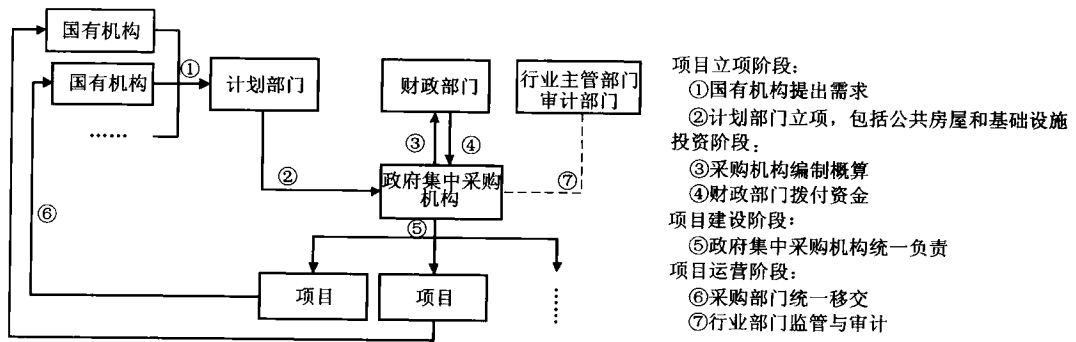 国有机构
国有机构
……
①
计划部门
财政部门
行业主管部门
审计部门
③
④
②
政府集中采购
机构
⑦
⑥
⑤
项目
项目
项目立项阶段：
①国有机构提出需求
②计划部门立项，包括公共房屋和基础设施
投资阶段：
③采购机构编制概算
④财政部门拨付资金
项目建设阶段：
⑤政府集中采购机构统一负责
项目运营阶段：
⑥采购部门统一移交
⑦行业部门监管与审计